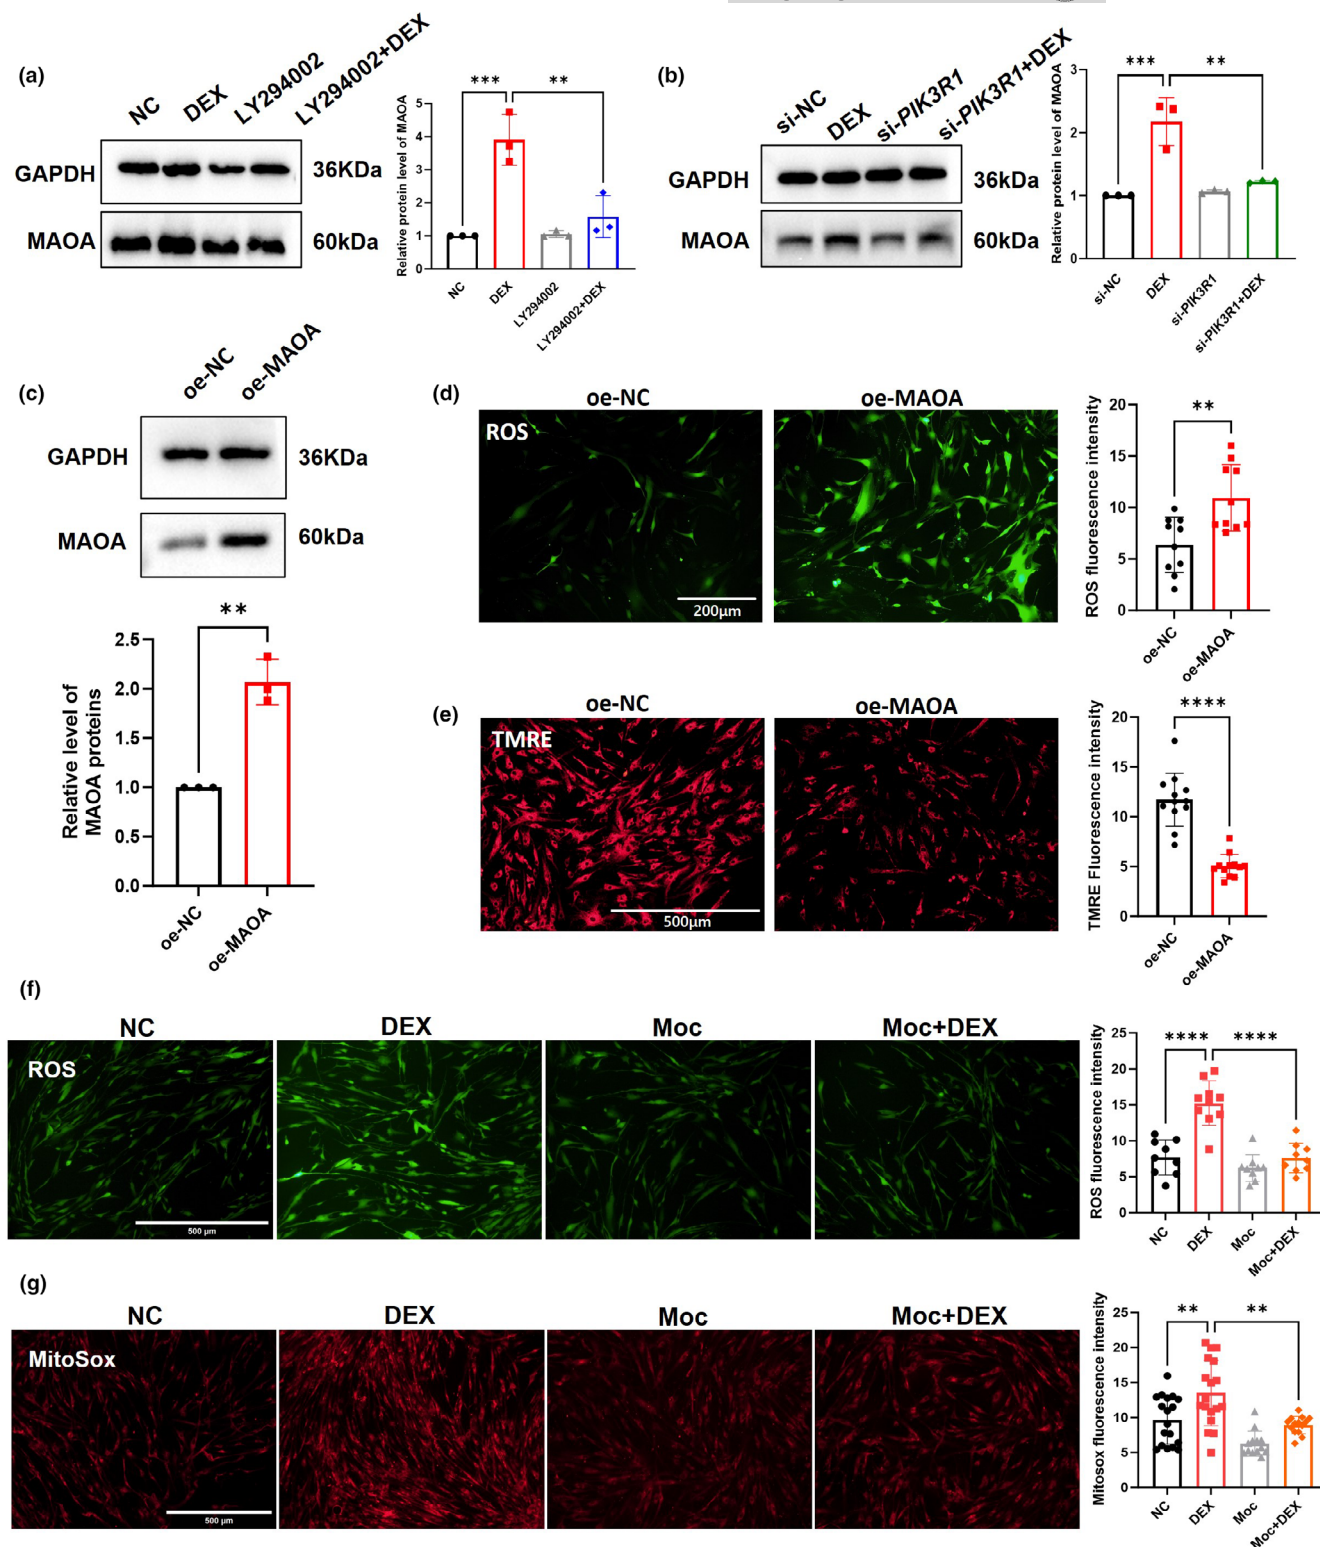 (a)
NC
DEX
LY294002
LY294002+DEX
GAPDH
36KDa
MAOA
60kDa
Relative protein level of MAOA
5
4
3
2
1
0
***
**
NC
DEX
LY294002
LY294002+DEX
(b)
si-NC
DEX
si-PIK3R1
si-PIK3R1+DEX
GAPDH
36kDa
MAOA
60kDa
Relative protein level of MAOA
3
2
1
0
***
**
si-NC
DEX
si-PIK3R1
si-PIK3R1+DEX
(c)
oe-NC
oe-MAOA
GAPDH
36KDa
MAOA
60kDa
**
Relative level of
MAOA proteins
2.5
2.0
1.5
1.0
0.5
0.0
oe-NC
oe-MAOA
(d)
oe-NC
oe-MAOA
ROS
200μm
ROS fluorescence intensity
20
15
10
5
0
**
oe-NC
oe-MAOA
(e)
oe-NC
oe-MAOA
TMRE
500μm
TMRE Fluorescence intensity
20
15
10
5
0
****
oe-NC
oe-MAOA
(f)
NC
DEX
Moc
Moc+DEX
ROS
500 μm
ROS fluorescence intensity
25
20
15
10
5
0
****
****
NC
DEX
Moc
Moc+DEX
(g)
NC
DEX
Moc
Moc+DEX
MitoSox
500 μm
Mitosox fluorescence intensity
25
20
15
10
5
0
**
**
NC
DEX
Moc
Moc+DEX